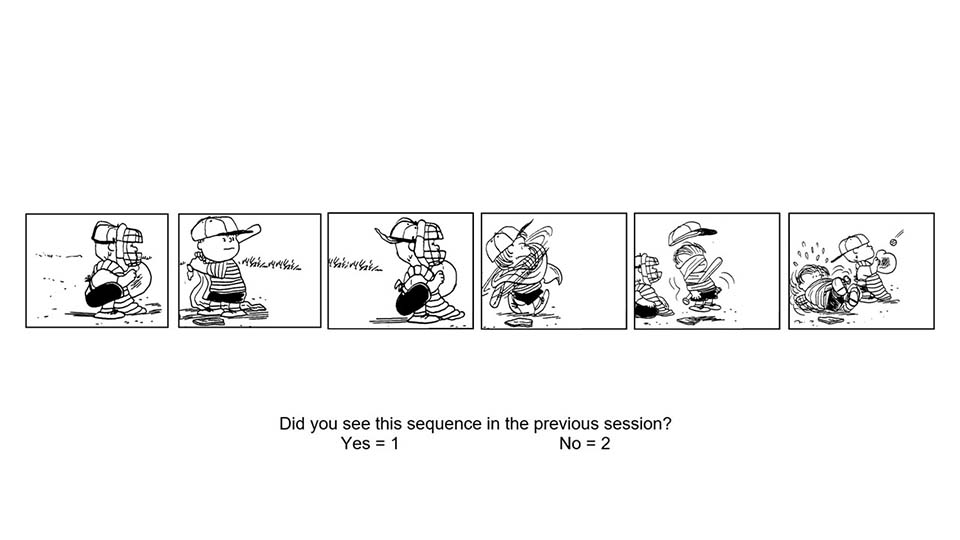 Did you see this sequence in the previous session?
Yes = 1 No = 2